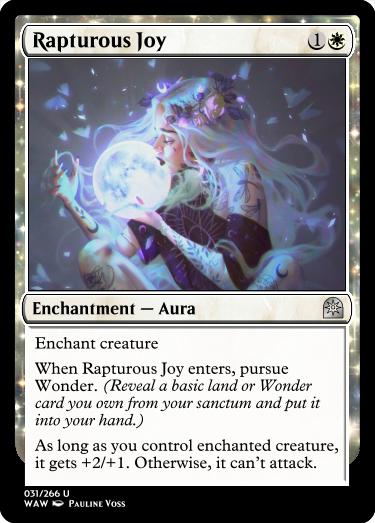 Rapturous Joy 1
Enchantment — Aura
Enchant creature
When Rapturous Joy enters, pursue
Wonder. (Reveal a basic land or Wonder
card you own from your sanctum and put it
into your hand.)
As long as you control enchanted creature,
it gets +2/+1. Otherwise, it can't attack.
031/266 U
WAW Pauline Voss